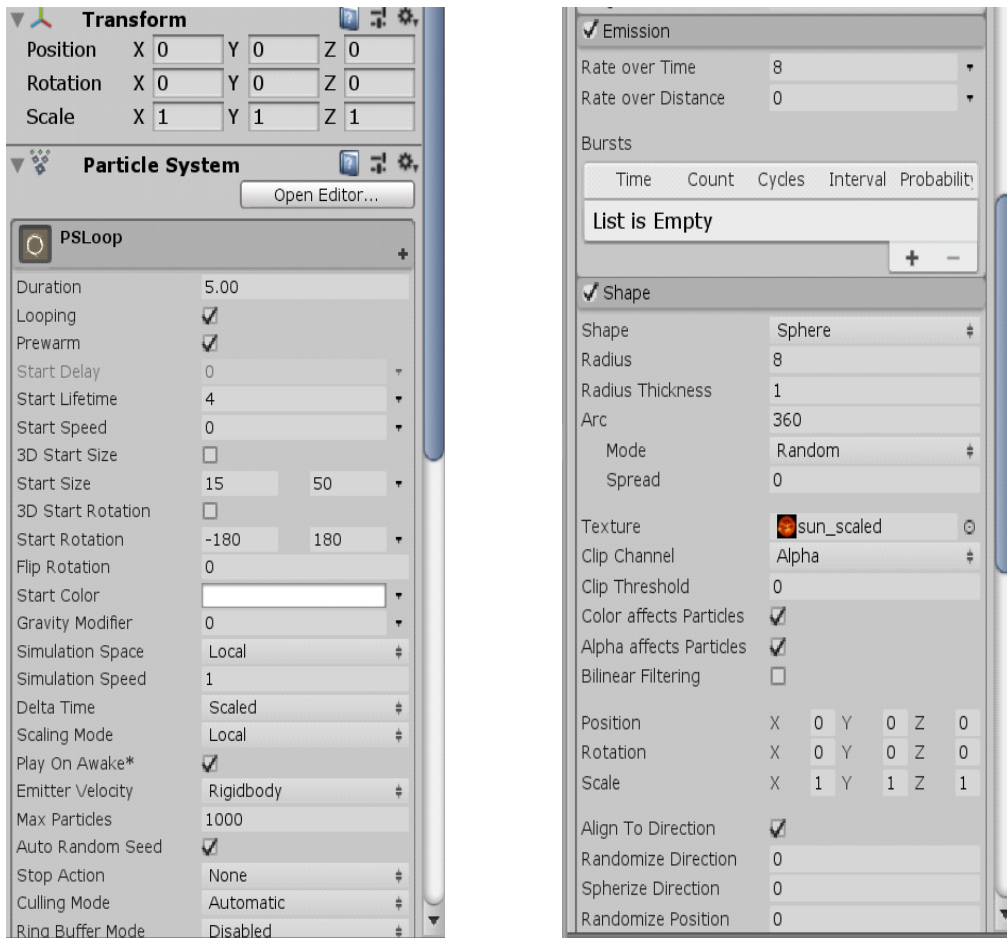 Transform
Position X 0 Y 0 Z 0
Rotation X 0 Y 0 Z 0
Scale X 1 Y 1 Z 1
Particle System
Open Editor...
PSLoop
Duration 5.00
Looping
Prewarm
Start Delay 0
Start Lifetime 4
Start Speed 0
3D Start Size
Start Size 15 50
3D Start Rotation
Start Rotation -180 180
Flip Rotation 0
Start Color
Gravity Modifier 0
Simulation Space Local
Simulation Speed 1
Delta Time Scaled
Scaling Mode Local
Play On Awake*
Emitter Velocity Rigidbody
Max Particles 1000
Auto Random Seed
Stop Action None
Culling Mode Automatic
Ring Buffer Mode Disabled
Emission
Rate over Time 8
Rate over Distance 0
Bursts
Time Count Cycles Interval Probability
List is Empty
Shape
Shape Sphere
Radius 8
Radius Thickness 1
Arc 360
Mode Random
Spread 0
Texture sun_scaled
Clip Channel Alpha
Clip Threshold 0
Color affects Particles
Alpha affects Particles
Bilinear Filtering
Position X 0 Y 0 Z 0
Rotation X 0 Y 0 Z 0
Scale X 1 Y 1 Z 1
Align To Direction
Randomize Direction 0
Spherize Direction 0
Randomize Position 0